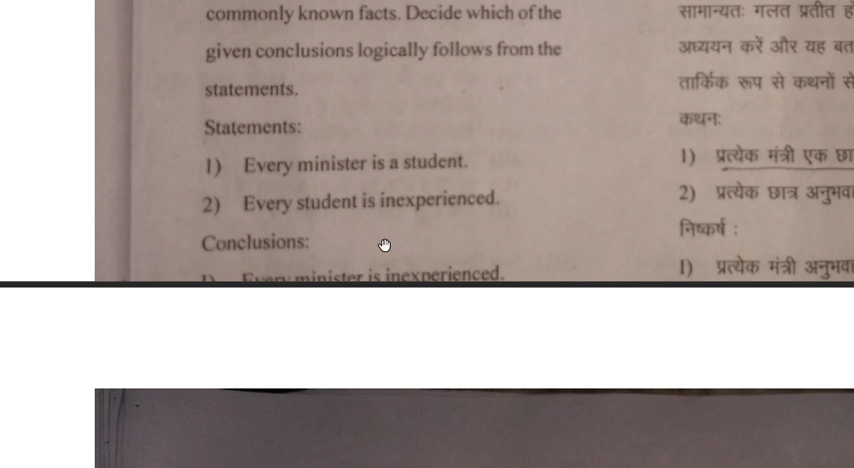 commonly known facts. Decide which of the
given conclusions logically follows from the
statements.
Statements:
1) Every minister is a student.
2) Every student is inexperienced.
Conclusions:
Every minister is inexperienced.
सामान्यतः गलत प्रतीत
अध्ययन करें और यह
तार्किक रूप से कथनों से
कथन:
1) प्रत्येक मंत्री एक
2) प्रत्येक छात्र
निष्कर्ष :
I) प्रत्येक मंत्री